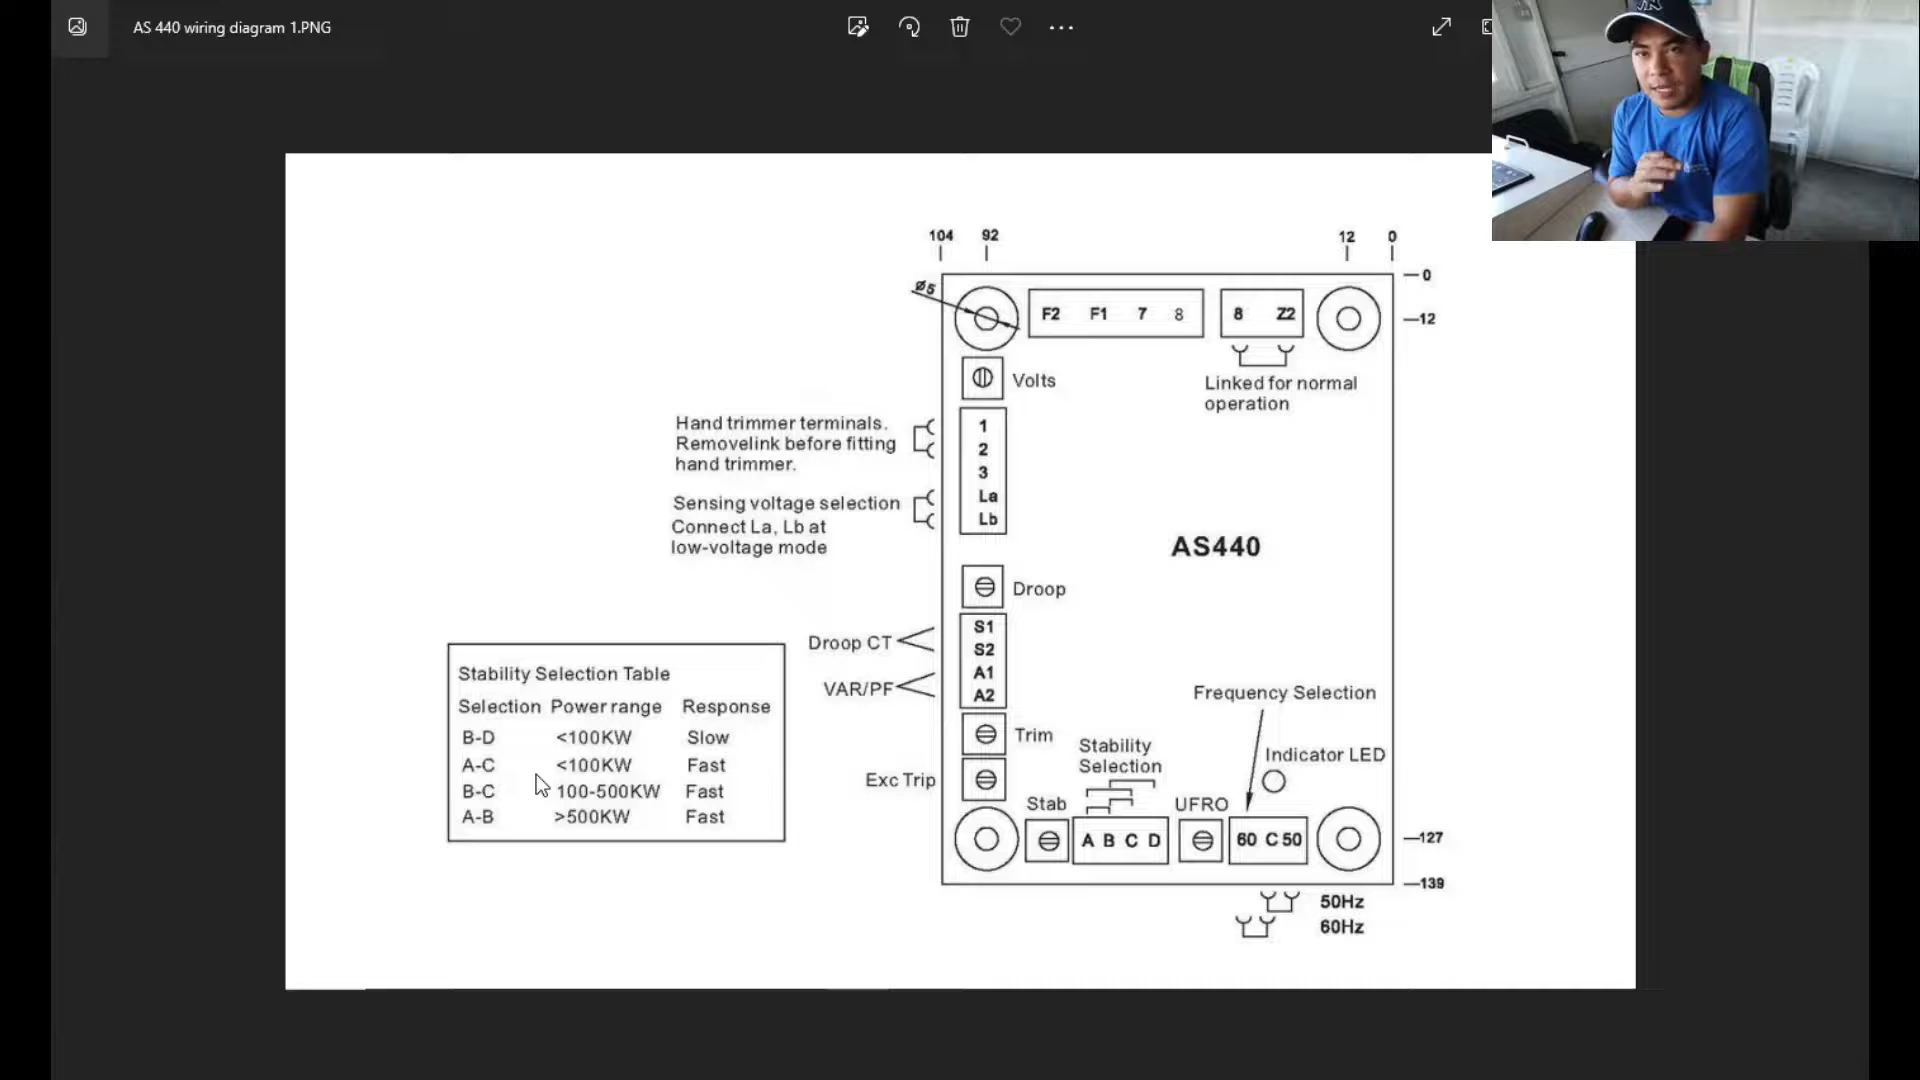 AS 440 wiring diagram 1.PNG
104 92 12 0
Ø5
F2 F1 7 8
8 Z2
0
12
Linked for normal
operation
Volts
Hand trimmer terminals.
Removelink before fitting
hand trimmer.
1
2
3
La
Lb
Sensing voltage selection
Connect La, Lb at
low-voltage mode
AS440
Droop
Droop CT
VAR/PF
S1
S2
A1
A2
Trim
Exc Trip
Stability Selection Table
Selection Power range Response
B-D <100KW Slow
A-C <100KW Fast
B-C 100-500KW Fast
A-B >500KW Fast
Stability
Selection
Frequency Selection
Indicator LED
Stab
A B C D
UFRO
60 C 50
127
139
50Hz
60Hz